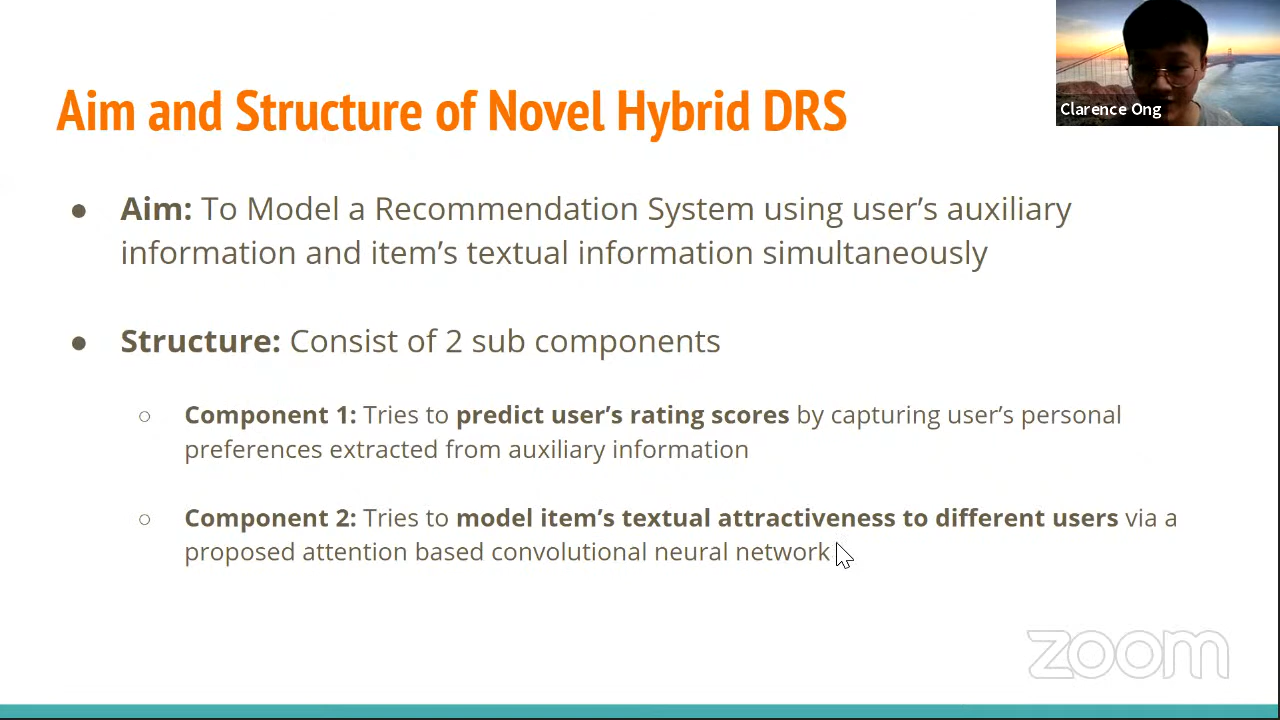 Clarence Ong
Aim and Structure of Novel Hybrid DRS
● Aim: To Model a Recommendation System using user’s auxiliary
information and item’s textual information simultaneously
● Structure: Consist of 2 sub components
○ Component 1: Tries to predict user’s rating scores by capturing user’s personal
preferences extracted from auxiliary information
○ Component 2: Tries to model item’s textual attractiveness to different users via a
proposed attention based convolutional neural network
zoom